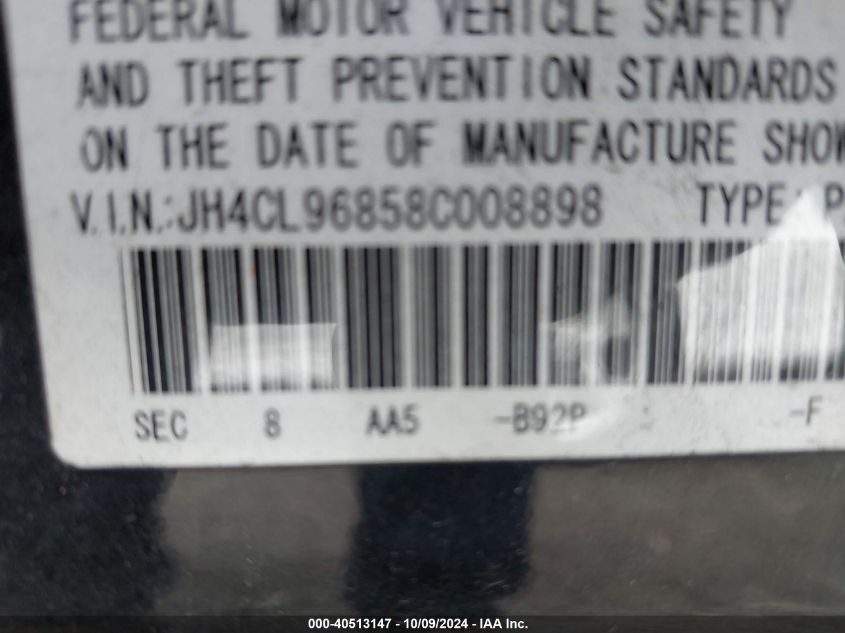 FEDERAL MOTOR VEHICLE SAFETY
AND THEFT PREVENTION STANDARDS
ON THE DATE OF MANUFACTURE SHOW
V.I.N.:JH4CL96858C008898 TYPE: P
SEC 8 AA5 -B92P -F
000-40513147 - 10/09/2024 - IAA Inc.